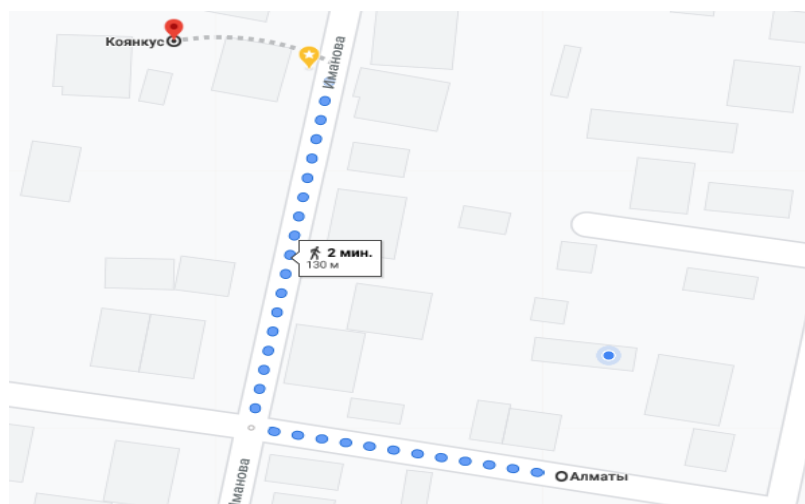 Коянкус
Иманова
2 мин.
130 м
Алматы
Иманова